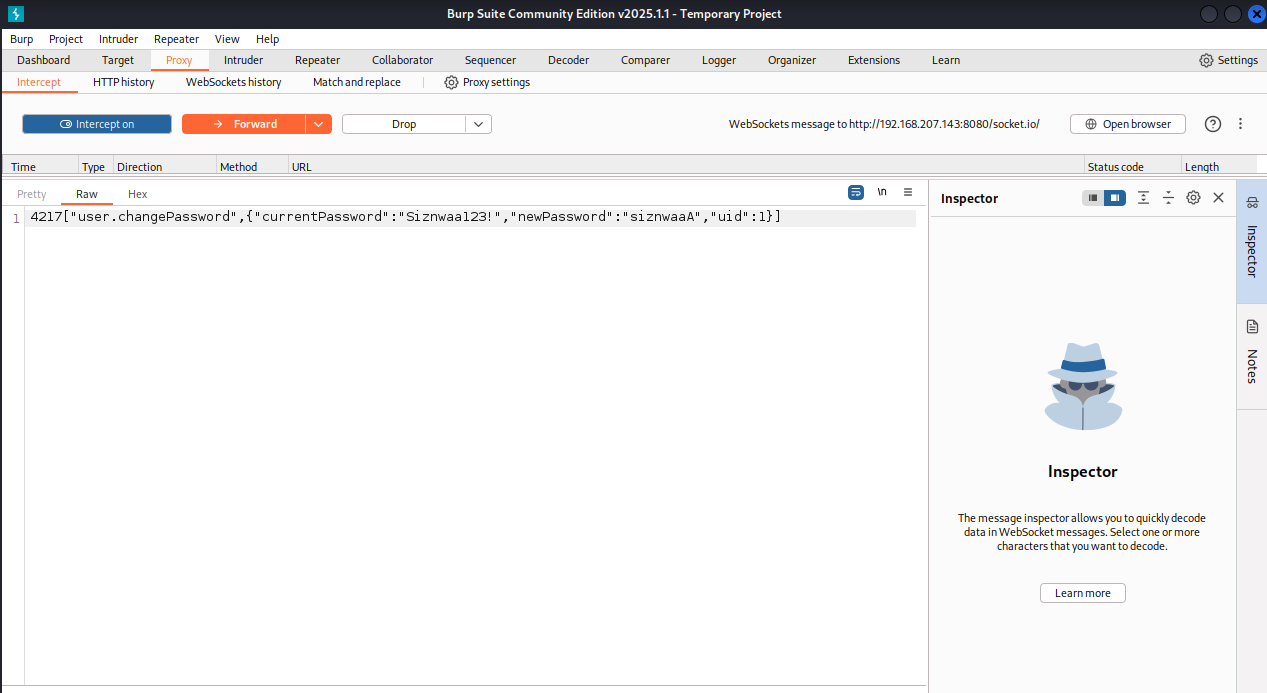 Burp Suite Community Edition v2025.1.1 - Temporary Project
Burp Project Intruder Repeater View Help
Dashboard Target Proxy Intruder Repeater Collaborator Sequencer Decoder Comparer Logger Organizer Extensions Learn Settings
Intercept HTTP history WebSockets history Match and replace Proxy settings
Intercept on Forward Drop WebSockets message to http://192.168.207.143:8080/socket.io/ Open browser
Time Type Direction Method URL Status code Length
Pretty Raw Hex \n Inspector
1 4217["user.changePassword",{"currentPassword":"Siznwaa123!","newPassword":"siznwaaA","uid":1}]
Inspector
Notes
Inspector
The message inspector allows you to quickly decode
data in WebSocket messages. Select one or more
characters that you want to decode.
Learn more